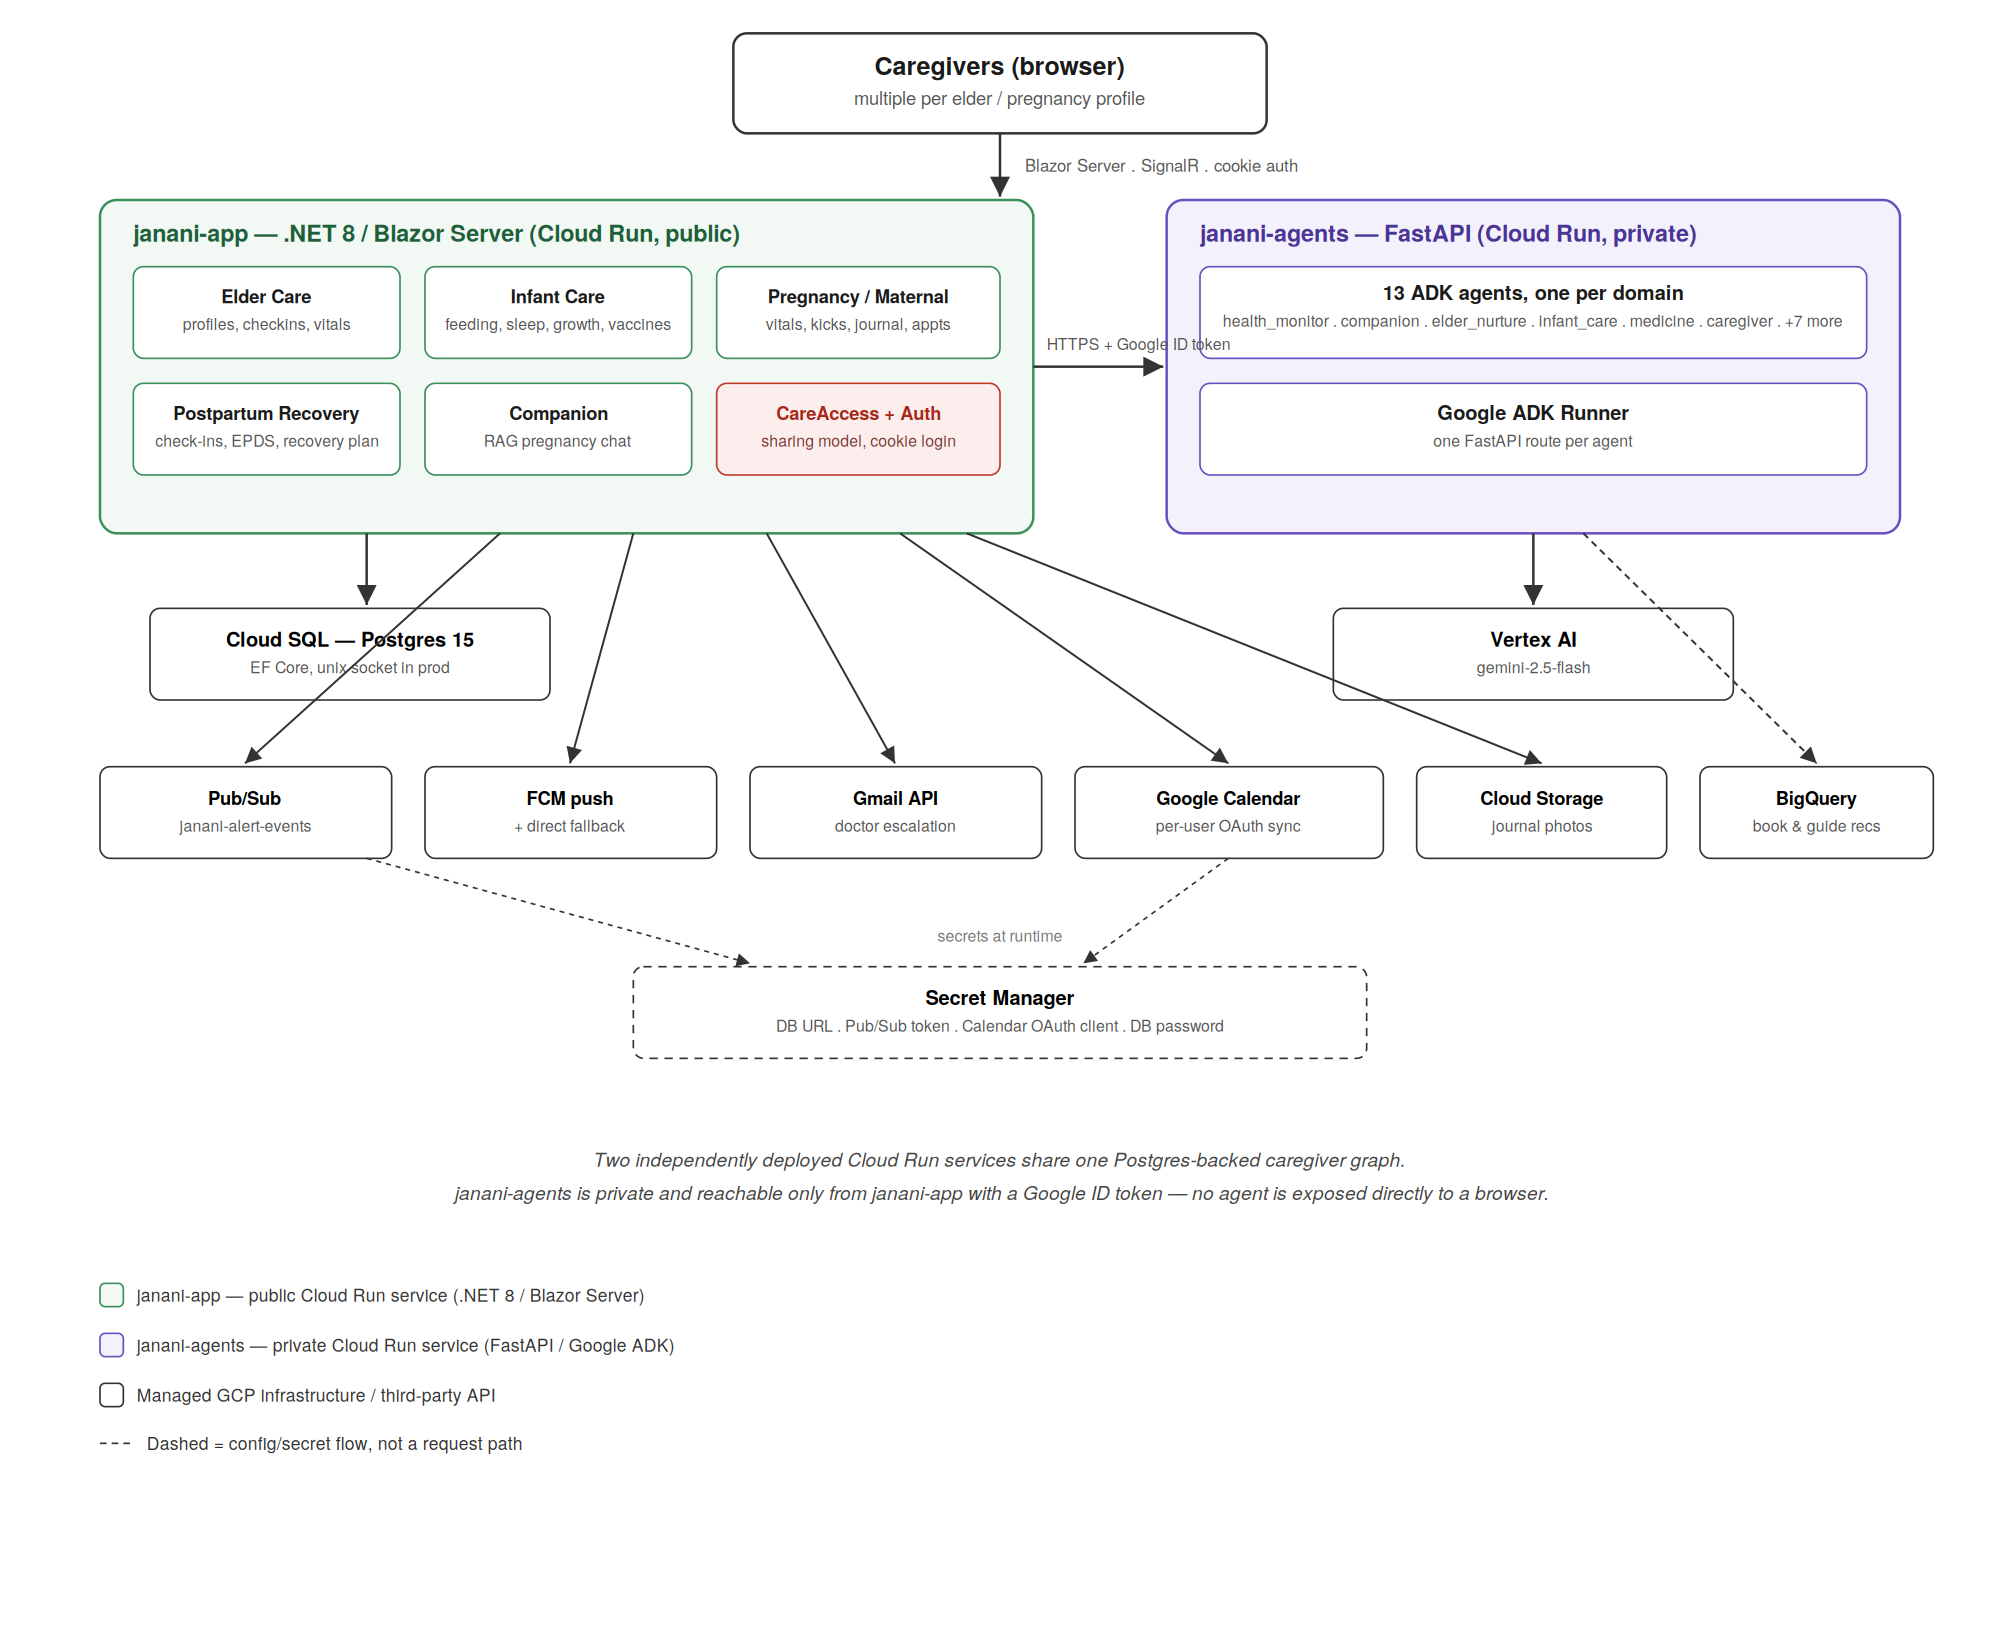 Caregivers (browser)
multiple per elder / pregnancy profile
Blazor Server . SignalR . cookie auth
janani-app — .NET 8 / Blazor Server (Cloud Run, public)
Elder Care
profiles, checkins, vitals
Infant Care
feeding, sleep, growth, vaccines
Pregnancy / Maternal
vitals, kicks, journal, appts
Postpartum Recovery
check-ins, EPDS, recovery plan
Companion
RAG pregnancy chat
CareAccess + Auth
sharing model, cookie login
HTTPS + Google ID token
janani-agents — FastAPI (Cloud Run, private)
13 ADK agents, one per domain
health_monitor . companion . elder_nurture . infant_care . medicine . caregiver . +7 more
Google ADK Runner
one FastAPI route per agent
Cloud SQL — Postgres 15
EF Core, unix socket in prod
Vertex AI
gemini-2.5-flash
Pub/Sub
janani-alert-events
FCM push
+ direct fallback
Gmail API
doctor escalation
Google Calendar
per-user OAuth sync
Cloud Storage
journal photos
BigQuery
book & guide recs
secrets at runtime
Secret Manager
DB URL . Pub/Sub token . Calendar OAuth client . DB password
Two independently deployed Cloud Run services share one Postgres-backed caregiver graph.
janani-agents is private and reachable only from janani-app with a Google ID token — no agent is exposed directly to a browser.
janani-app — public Cloud Run service (.NET 8 / Blazor Server)
janani-agents — private Cloud Run service (FastAPI / Google ADK)
Managed GCP infrastructure / third-party API
Dashed = config/secret flow, not a request path